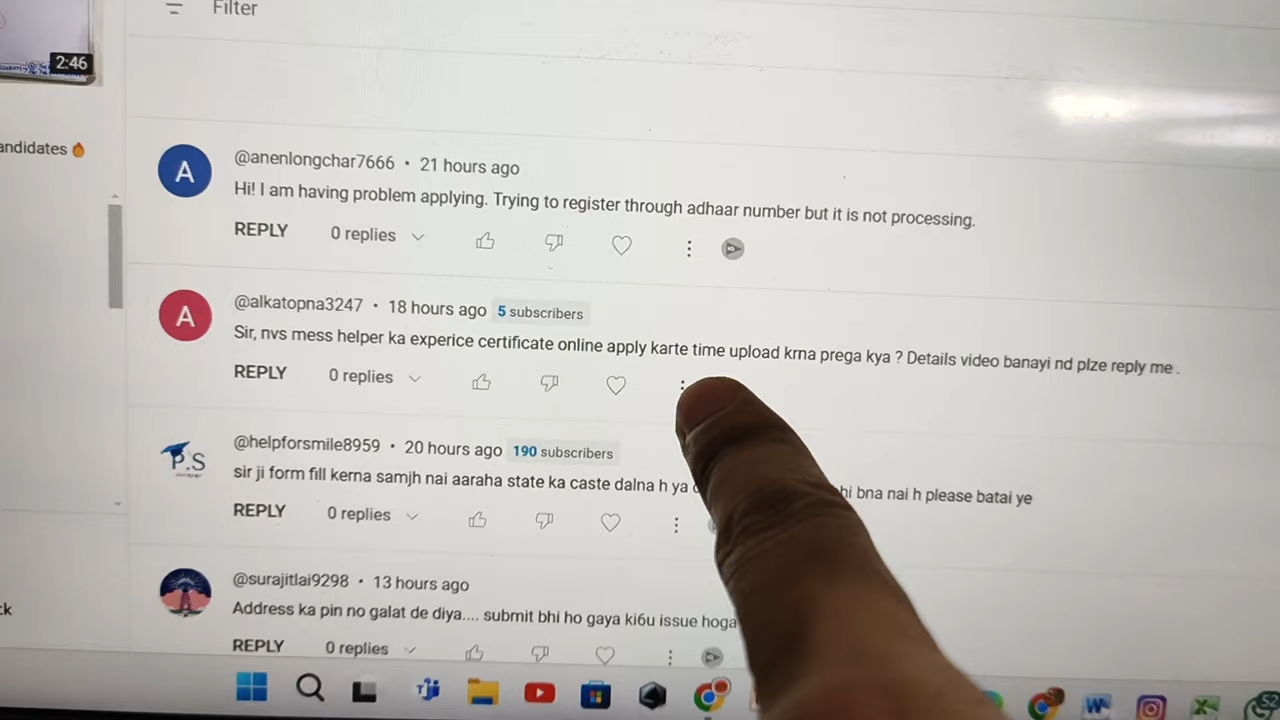 Filter
2:46
andidates
A
@anenlongchar7666 • 21 hours ago
Hi! I am having problem applying. Trying to register through adhaar number but it is not processing.
REPLY 0 replies
A
@alkatopna3247 • 18 hours ago 5 subscribers
Sir, nvs mess helper ka experice certificate online apply karte time upload krna prega kya ? Details video banayi nd plze reply me .
REPLY 0 replies
P.S
@helpforsmile8959 • 20 hours ago 190 subscribers
sir ji form fill kerna samjh nai aaraha state ka caste dalna h ya hi bna nai h please batai ye
REPLY 0 replies
@surajitlai9298 • 13 hours ago
Address ka pin no galat de diya.... submit bhi ho gaya ki6u issue hoga
ck
REPLY 0 replies